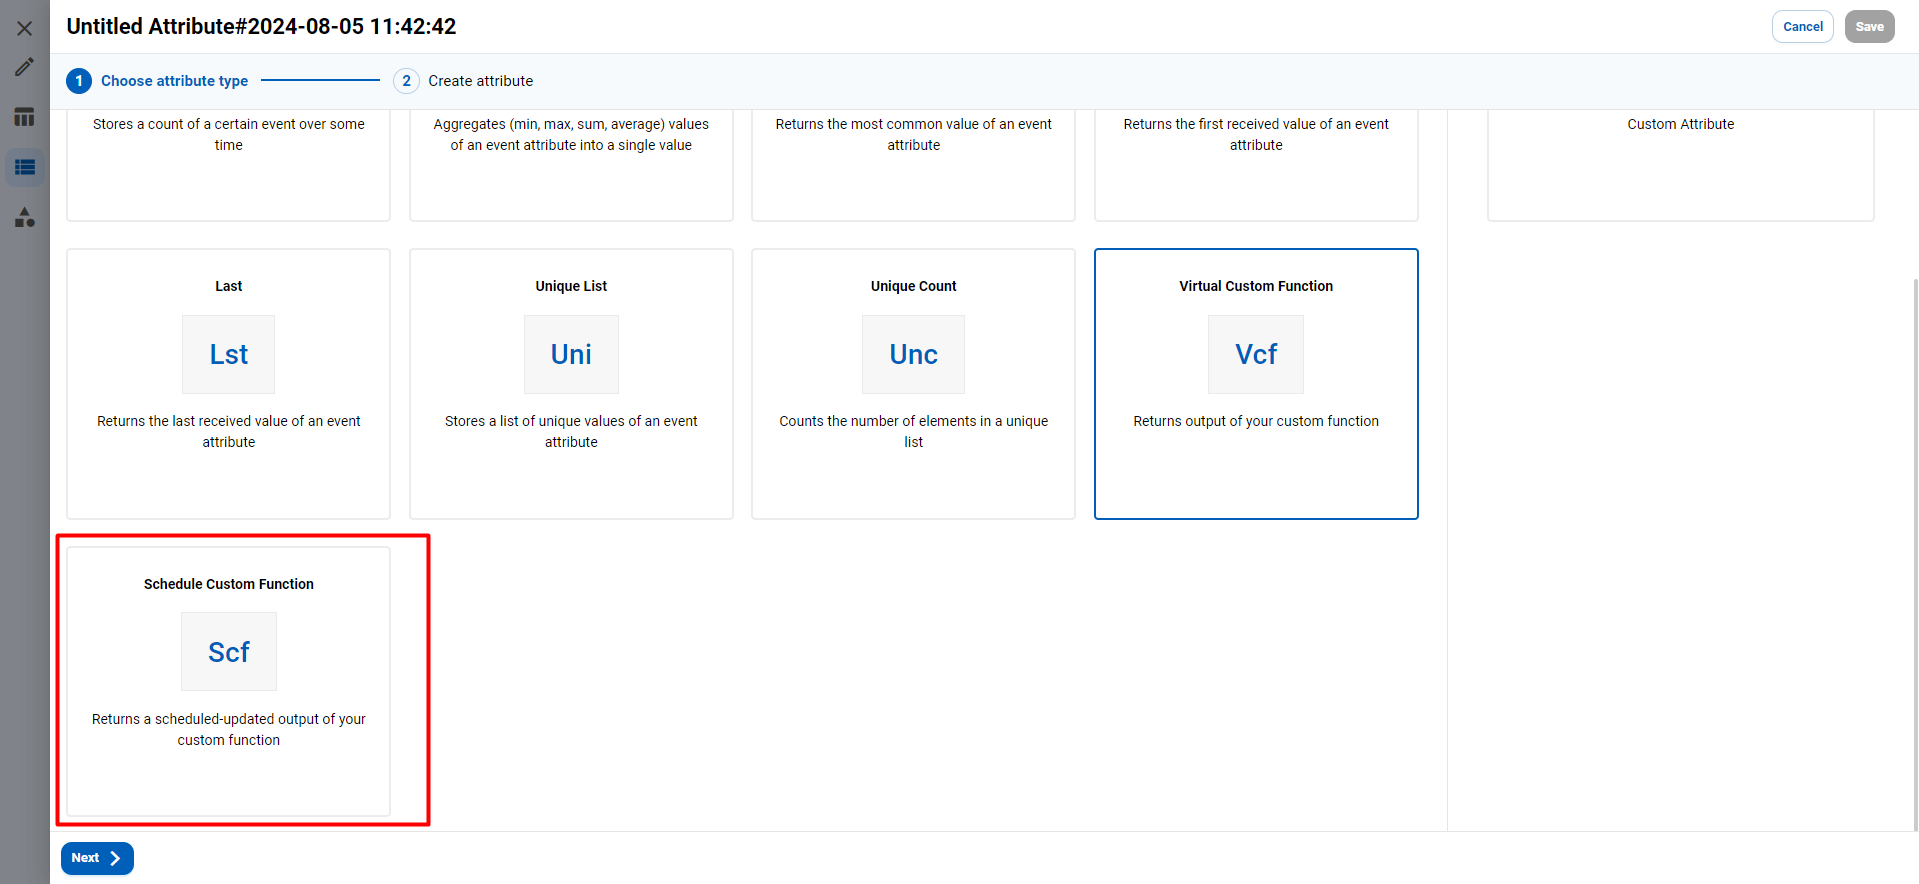 Untitled Attribute#2024-08-05 11:42:42
Cancel
Save
1 Choose attribute type
2 Create attribute
Stores a count of a certain event over some
time
Aggregates (min, max, sum, average) values
of an event attribute into a single value
Returns the most common value of an event
attribute
Returns the first received value of an event
attribute
Custom Attribute
Last
Lst
Returns the last received value of an event
attribute
Unique List
Uni
Stores a list of unique values of an event
attribute
Unique Count
Unc
Counts the number of elements in a unique
list
Virtual Custom Function
Vcf
Returns output of your custom function
Schedule Custom Function
Scf
Returns a scheduled-updated output of your
custom function
Next